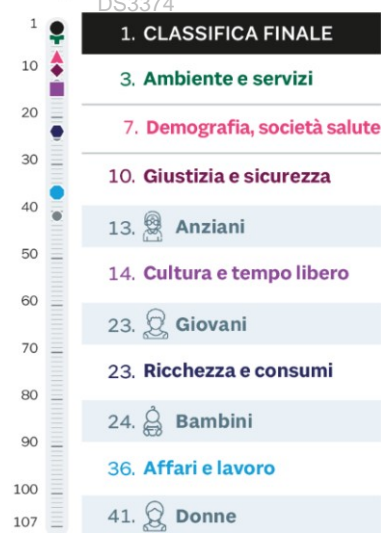 DS3374
1. CLASSIFICA FINALE
3. Ambiente e servizi
7. Demografia, società salute
10. Giustizia e sicurezza
13. Anziani
14. Cultura e tempo libero
23. Giovani
23. Ricchezza e consumi
24. Bambini
36. Affari e lavoro
41. Donne
1
10
20
30
40
50
60
70
80
90
100
107